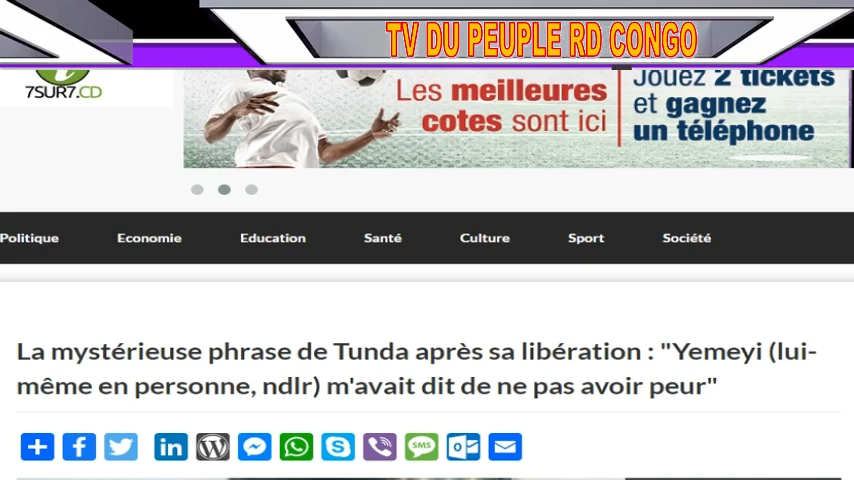 TV DU PEUPLE RD CONGO
7SUR7.CD
Les meilleures
cotes sont ici
Jouez 2 tickets
et gagnez
un téléphone
Politique Economie Education Santé Culture Sport Société
La mystérieuse phrase de Tunda après sa libération : "Yemeyi (lui-
même en personne, ndlr) m'avait dit de ne pas avoir peur"
SMS